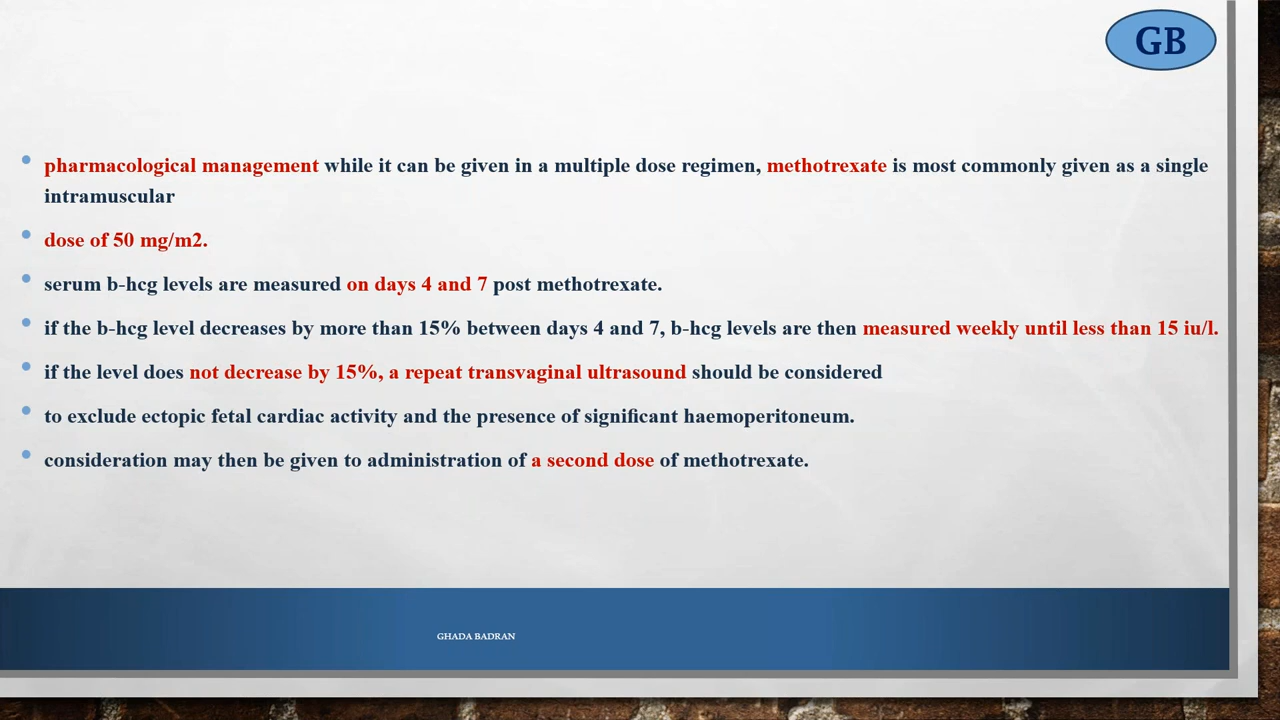 GB
pharmacological management while it can be given in a multiple dose regimen, methotrexate is most commonly given as a single
intramuscular
dose of 50 mg/m2.
serum b-hcg levels are measured on days 4 and 7 post methotrexate.
if the b-hcg level decreases by more than 15% between days 4 and 7, b-hcg levels are then measured weekly until less than 15 iu/l.
if the level does not decrease by 15%, a repeat transvaginal ultrasound should be considered
to exclude ectopic fetal cardiac activity and the presence of significant haemoperitoneum.
consideration may then be given to administration of a second dose of methotrexate.
GHADA BADRAN